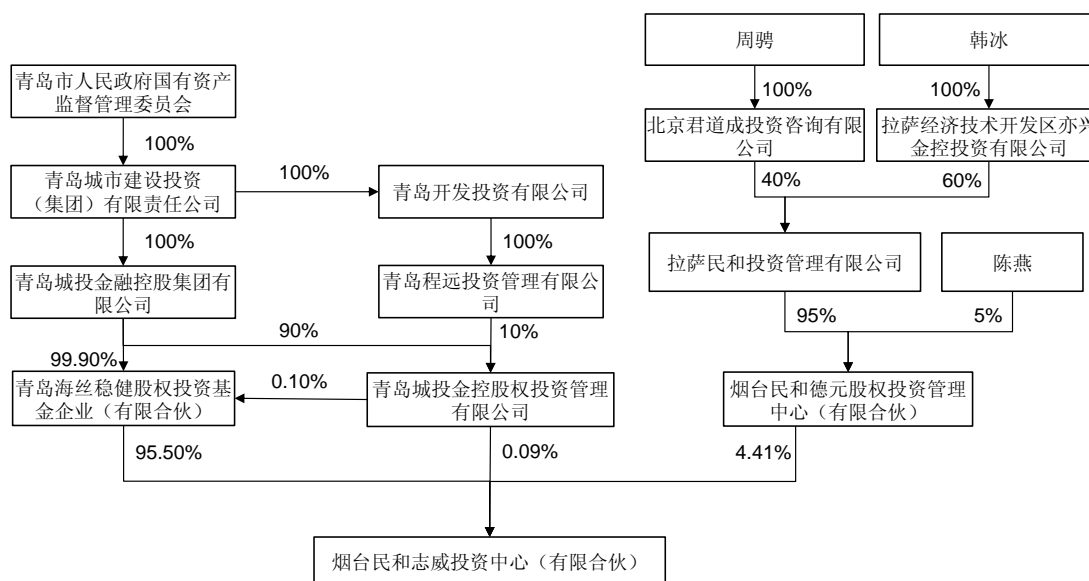 周骋
韩冰
青岛市人民政府国有资产
监督管理委员会
100%
100%
100%
北京君道成投资咨询有限
公司
拉萨经济技术开发区亦兴
金控投资有限公司
青岛城市建设投资
（集团）有限责任公司
100%
青岛开发投资有限公司
40%
60%
100%
100%
拉萨民和投资管理有限公司
陈燕
青岛城投金融控股集团有
限公司
青岛程远投资管理有限公
司
90%
10%
95%
5%
99.90%
青岛海丝稳健股权投资基
金企业（有限合伙）
0.10%
青岛城投金控股权投资管理
有限公司
烟台民和德元股权投资管理
中心（有限合伙）
95.50%
0.09%
4.41%
烟台民和志威投资中心（有限合伙）